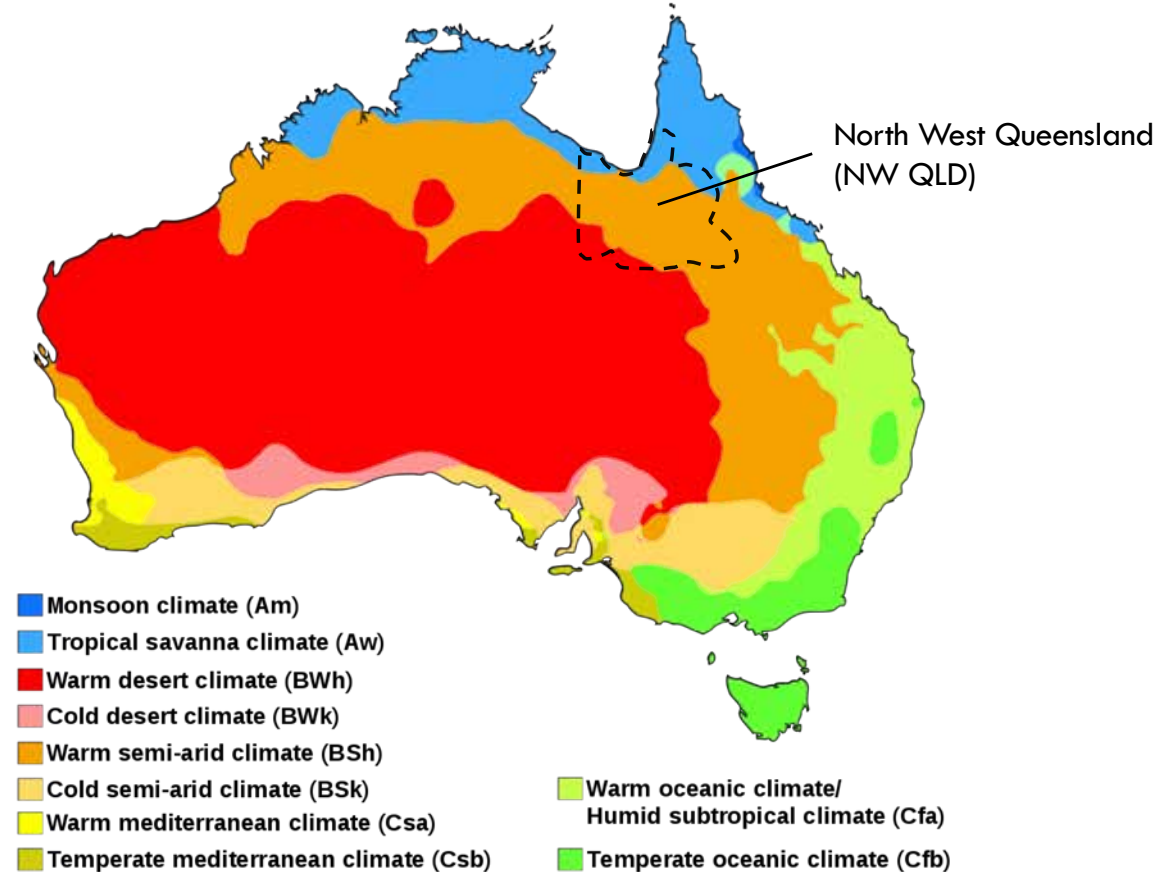 North West Queensland
(NW QLD)
Monsoon climate (Am)
Tropical savanna climate (Aw)
Warm desert climate (BWh)
Cold desert climate (BWk)
Warm semi-arid climate (BSh)
Cold semi-arid climate (BSk)
Warm mediterranean climate (Csa)
Temperate mediterranean climate (Csb)
Warm oceanic climate/
Humid subtropical climate (Cfa)
Temperate oceanic climate (Cfb)